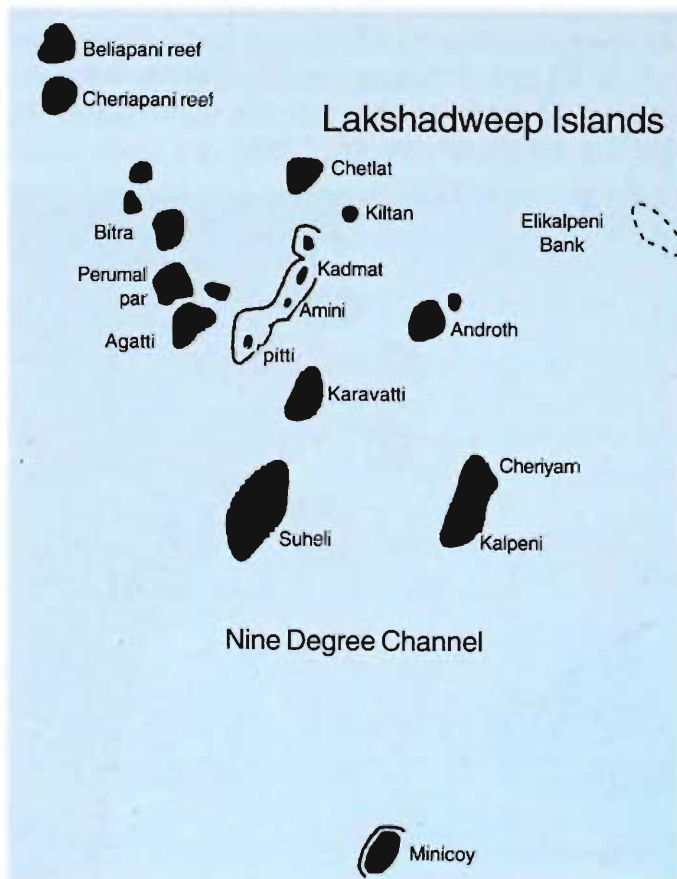 Beliapani reef
Cheriapani reef
Lakshadweep Islands
Chetlat
Kiltan
Elikalpeni
Bank
Bitra
Kadmat
Perumal
par
Amini
Androth
Agatti
pitti
Karavatti
Cheriyam
Suheli
Kalpeni
Nine Degree Channel
Minicoy